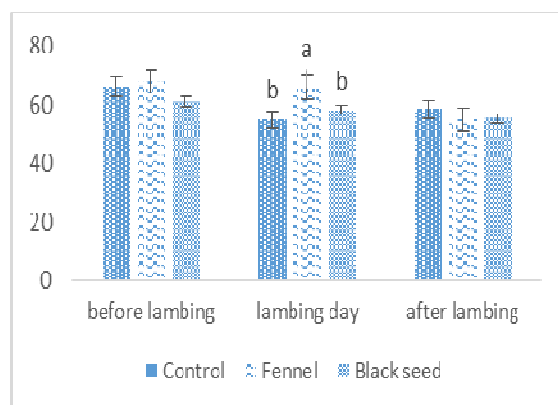 80
a
b
b
60
40
20
0
before lambing lambing day after lambing
Control Fennel Black seed